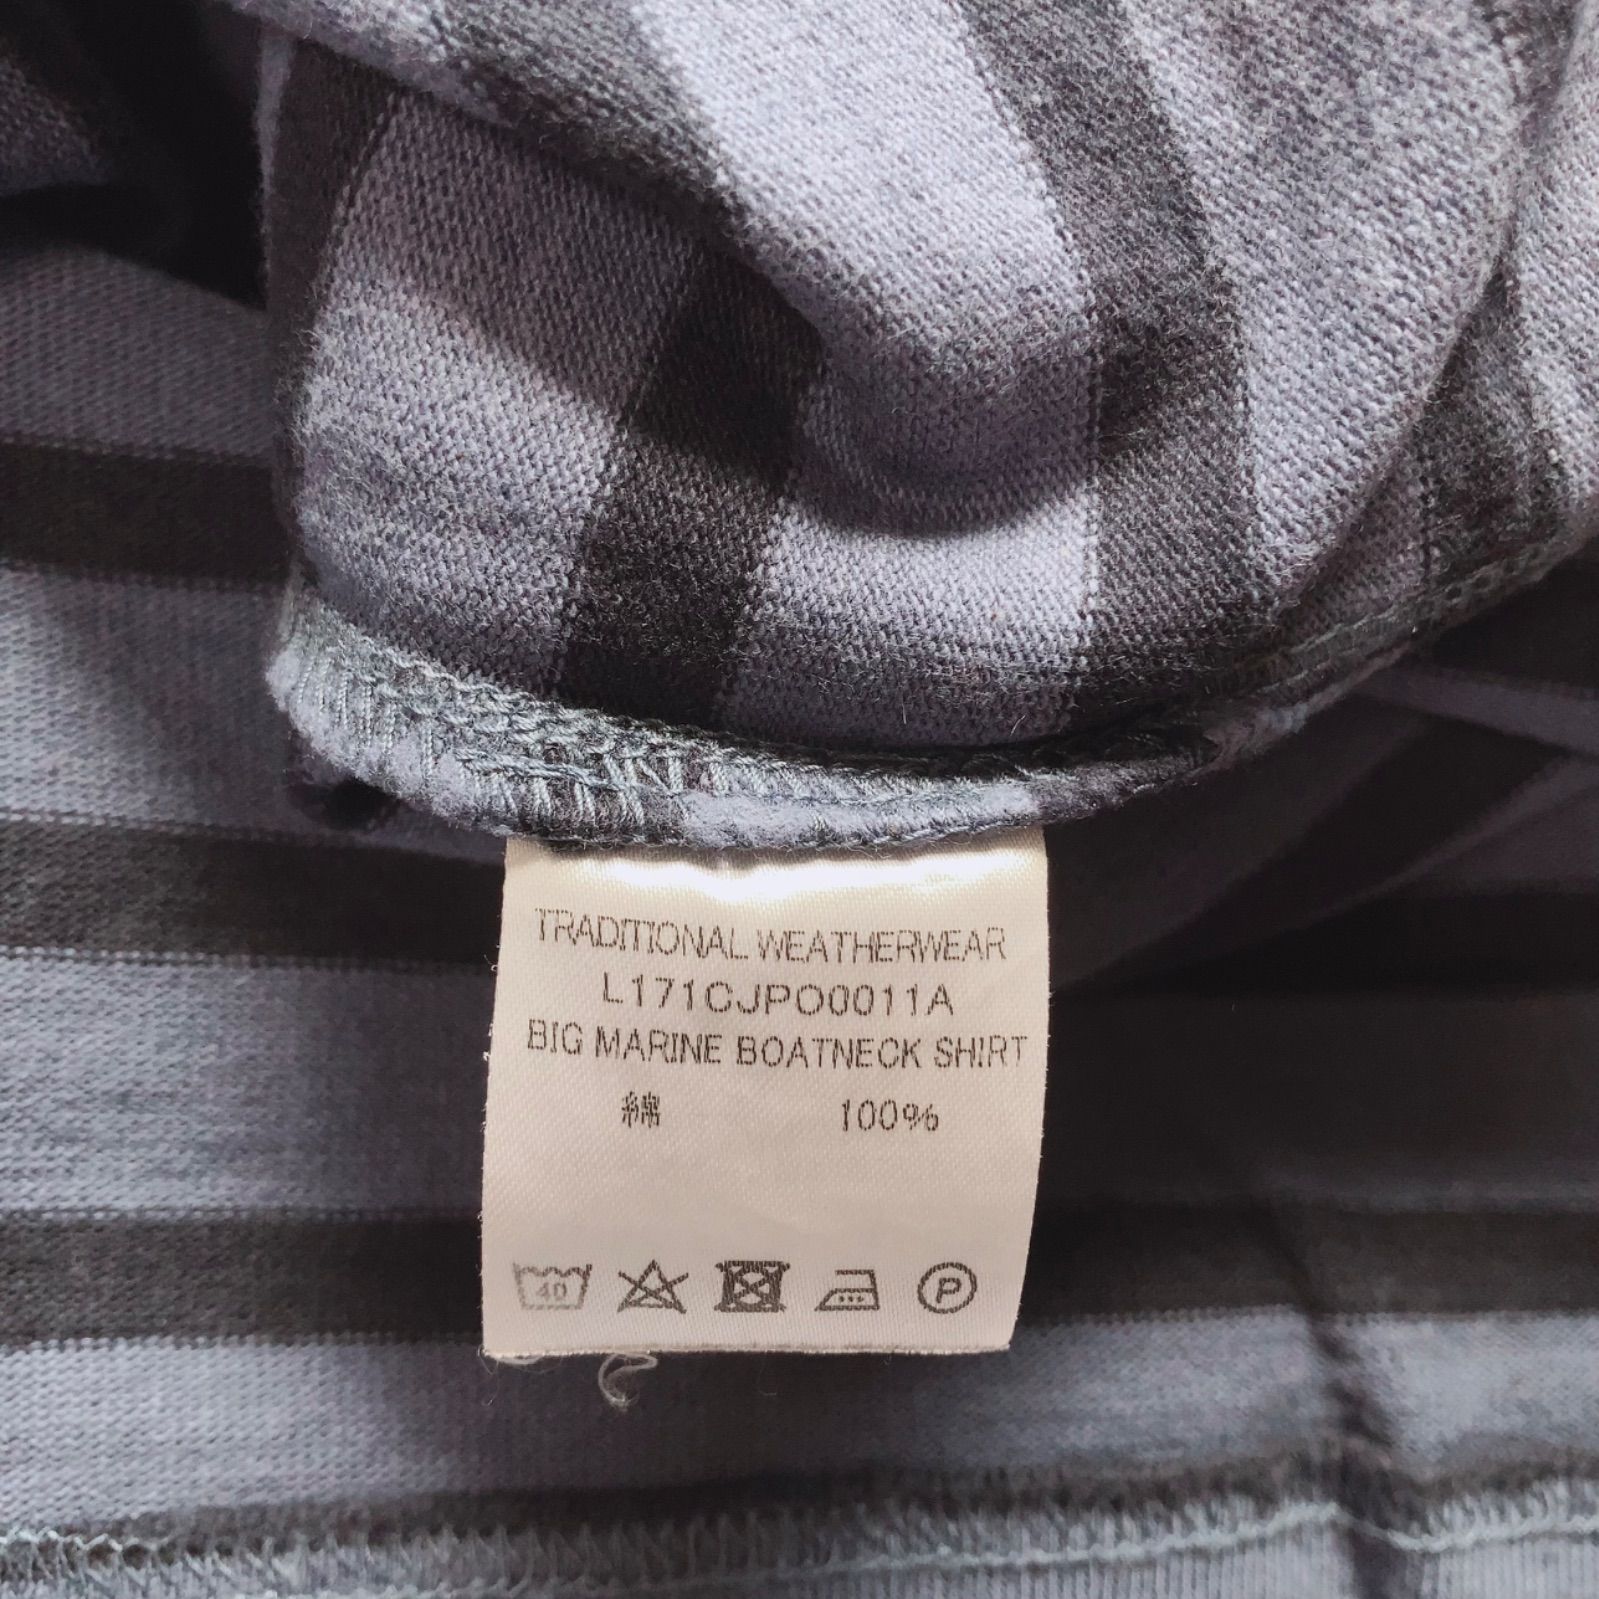 TRADITIONAL WEATHERWEAR
L171CJPO0011A
BIG MARINE BOATNECK SHIRT
綿 100%
40 P